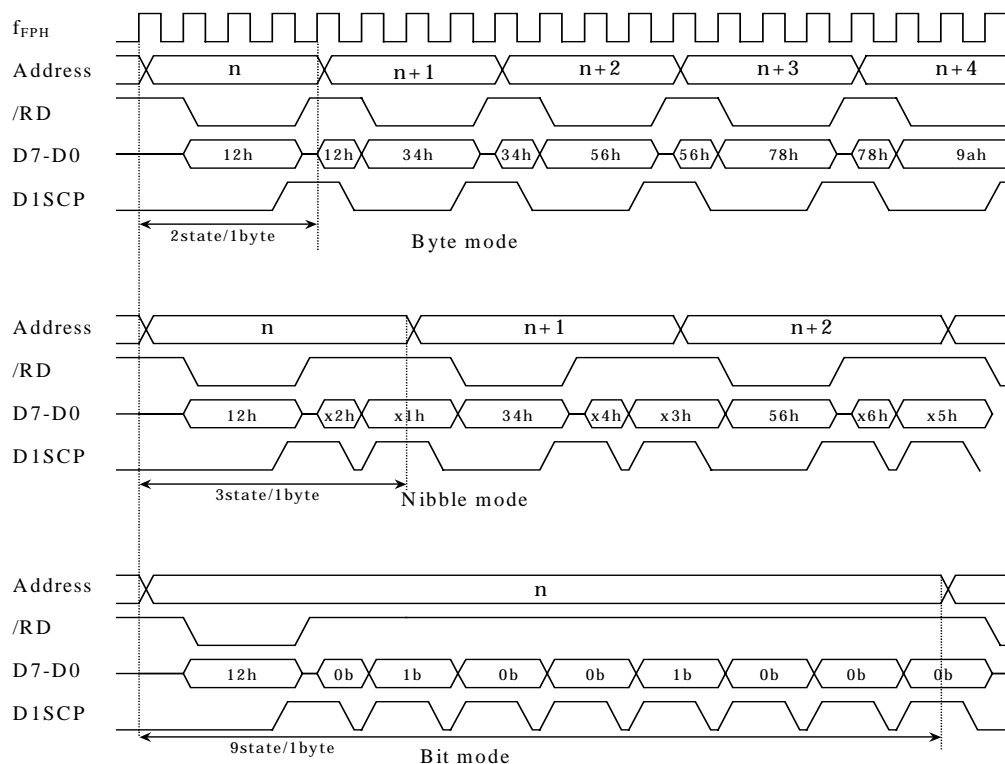 fFPH
Address n n+1 n+2 n+3 n+4
/RD
D7-D0 12h 12h 34h 34h 56h 56h 78h 78h 9ah
D1SCP
2state/1byte
Byte mode
Address n n+1 n+2
/RD
D7-D0 12h x2h x1h 34h x4h x3h 56h x6h x5h
D1SCP
3state/1byte
Nibble mode
Address n
/RD
D7-D0 12h 0b 1b 0b 0b 1b 0b 0b 0b
D1SCP
9state/1byte
Bit mode